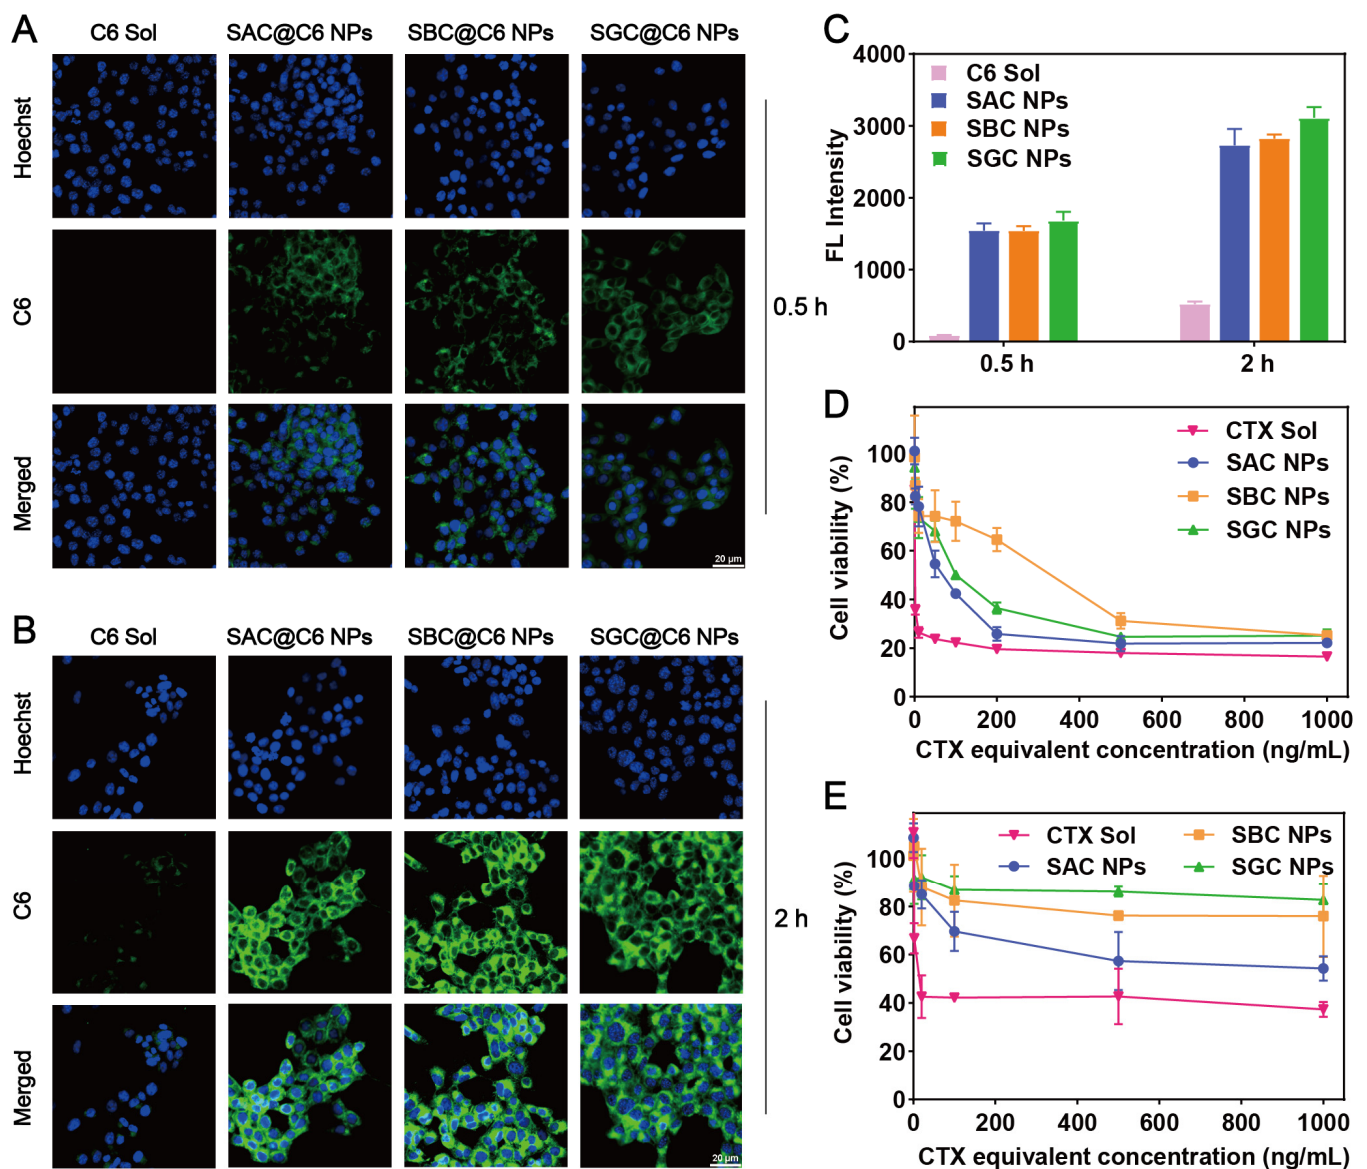 A
C6 Sol SAC@C6 NPs SBC@C6 NPs SGC@C6 NPs
Hoechst
C6
Merged
0.5 h
20 μm
B
C6 Sol SAC@C6 NPs SBC@C6 NPs SGC@C6 NPs
Hoechst
C6
Merged
2 h
20 μm
C
FL Intensity
4000
3000
2000
1000
0
C6 Sol
SAC NPs
SBC NPs
SGC NPs
0.5 h 2 h
D
Cell viability (%)
100
80
60
40
20
0
CTX Sol
SAC NPs
SBC NPs
SGC NPs
0 200 400 600 800 1000
CTX equivalent concentration (ng/mL)
E
Cell viability (%)
100
80
60
40
20
0
CTX Sol SBC NPs
SAC NPs SGC NPs
0 200 400 600 800 1000
CTX equivalent concentration (ng/mL)